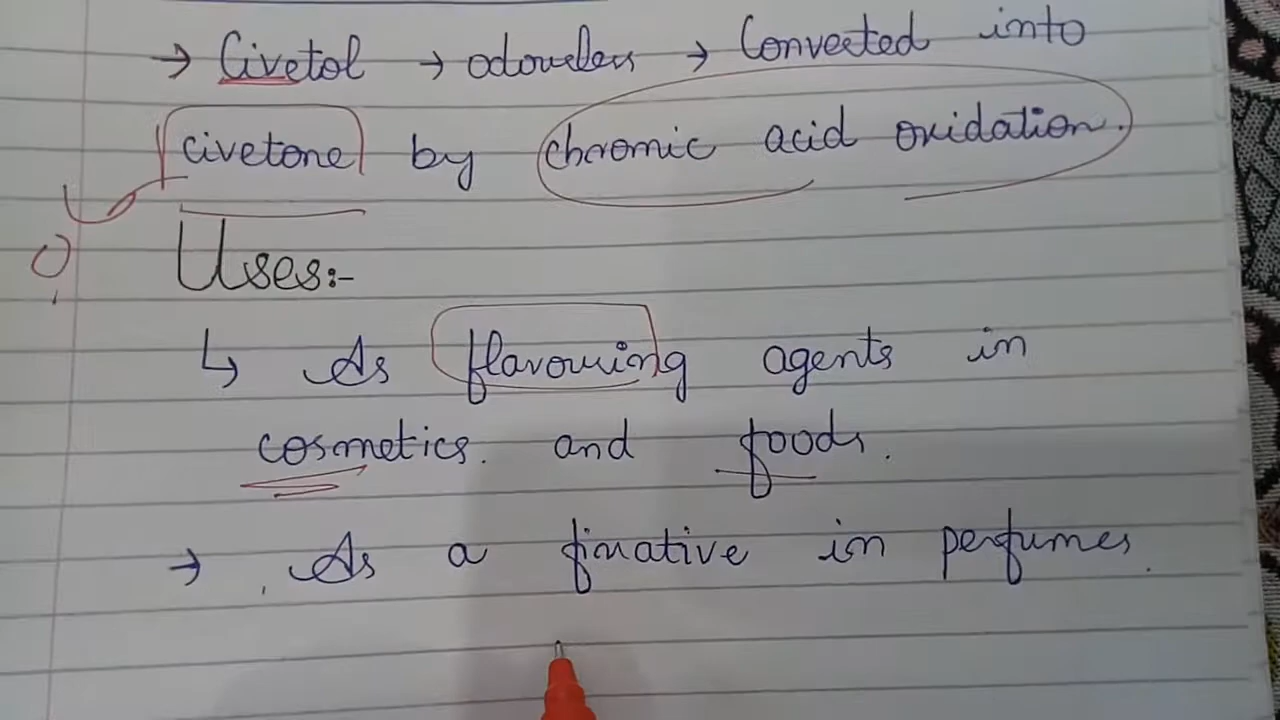 → Civetol → odourless → Converted into
civetone by chromic acid oxidation.
Uses:-
↳ As flavouring agents in
cosmetics. and foods.
→ As a fixative in perfumes.